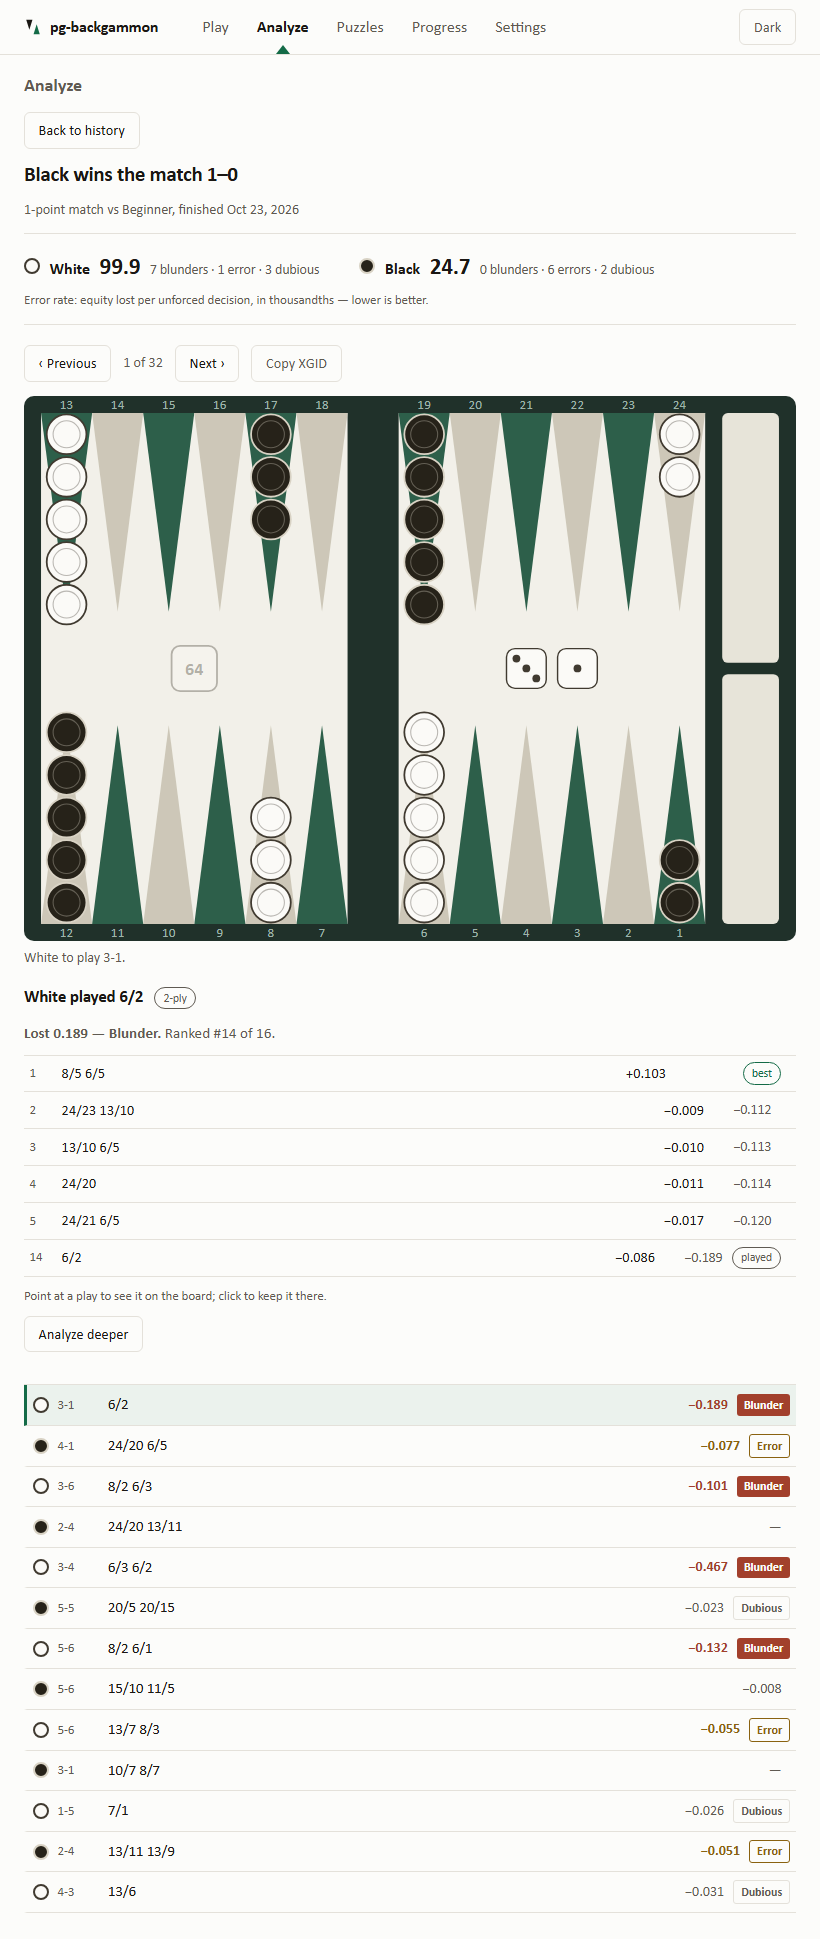 pg-backgammon Play Analyze Puzzles Progress Settings Dark
Analyze
Back to history
Black wins the match 1–0
1-point match vs Beginner, finished Oct 23, 2026
White 99.9 7 blunders · 1 error · 3 dubious Black 24.7 0 blunders · 6 errors · 2 dubious
Error rate: equity lost per unforced decision, in thousandths — lower is better.
‹ Previous 1 of 32 Next › Copy XGID
13 14 15 16 17 18 19 20 21 22 23 24
64
12 11 10 9 8 7 6 5 4 3 2 1
White to play 3-1.
White played 6/2 2-ply
Lost 0.189 — Blunder. Ranked #14 of 16.
1 8/5 6/5 +0.103 best
2 24/23 13/10 −0.009 −0.112
3 13/10 6/5 −0.010 −0.113
4 24/20 −0.011 −0.114
5 24/21 6/5 −0.017 −0.120
14 6/2 −0.086 −0.189 played
Point at a play to see it on the board; click to keep it there.
Analyze deeper
3-1 6/2 −0.189 Blunder
4-1 24/20 6/5 −0.077 Error
3-6 8/2 6/3 −0.101 Blunder
2-4 24/20 13/11 —
3-4 6/3 6/2 −0.467 Blunder
5-5 20/5 20/15 −0.023 Dubious
5-6 8/2 6/1 −0.132 Blunder
5-6 15/10 11/5 −0.008
5-6 13/7 8/3 −0.055 Error
3-1 10/7 8/7 —
1-5 7/1 −0.026 Dubious
2-4 13/11 13/9 −0.051 Error
4-3 13/6 −0.031 Dubious